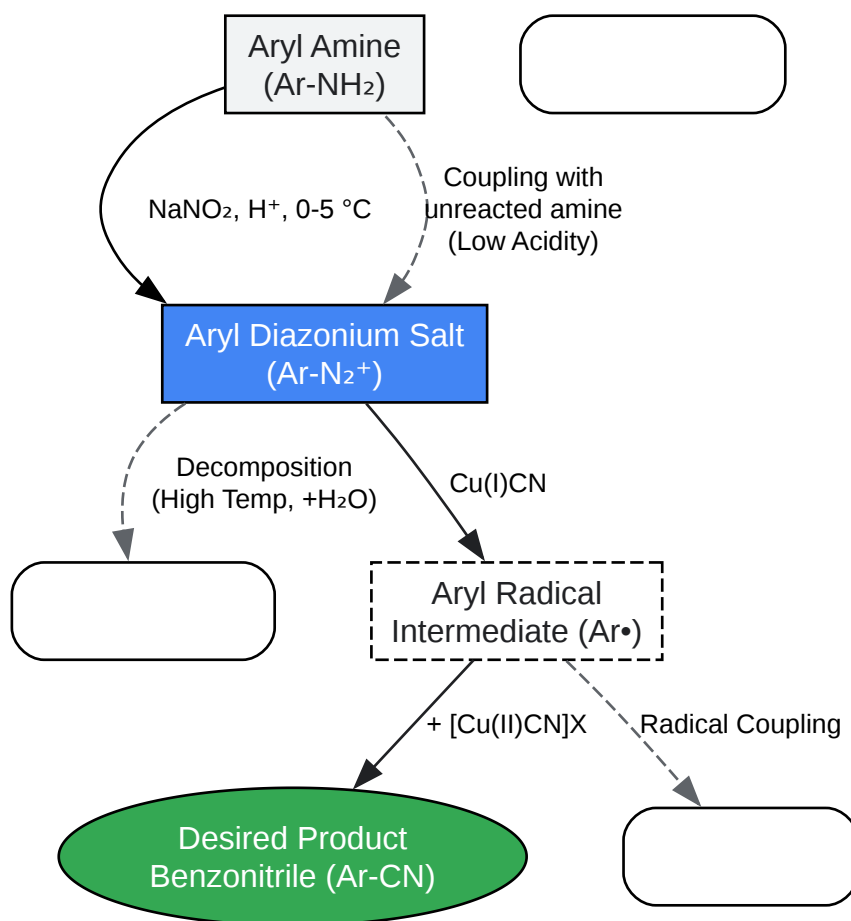 Aryl Amine
(Ar-NH₂)
NaNO₂, H⁺, 0-5 °C
Coupling with
unreacted amine
(Low Acidity)
Aryl Diazonium Salt
(Ar-N₂⁺)
Decomposition
(High Temp, +H₂O)
Cu(I)CN
Aryl Radical
Intermediate (Ar•)
+ [Cu(II)CN]X
Radical Coupling
Desired Product
Benzonitrile (Ar-CN)